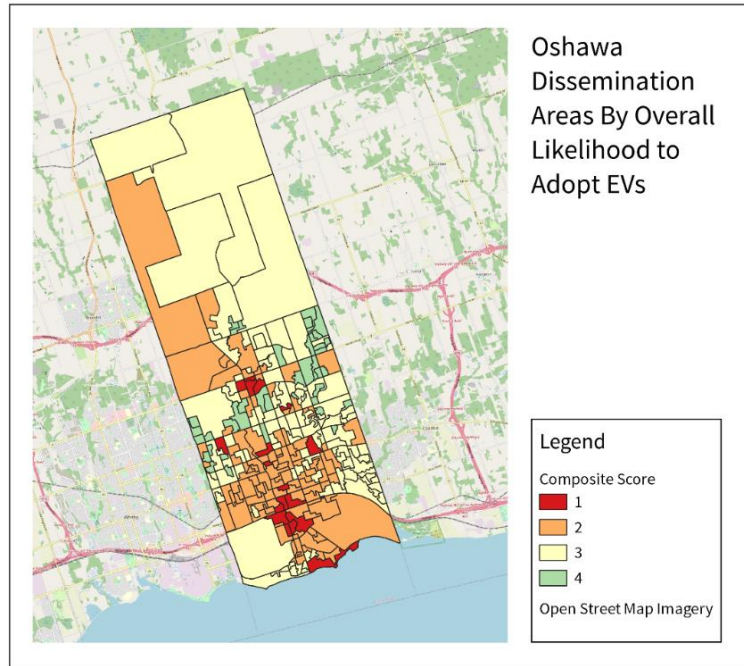 Oshawa
Dissemination
Areas By Overall
Likelihood to
Adopt EVs
Legend
Composite Score
1
2
3
4
Open Street Map Imagery